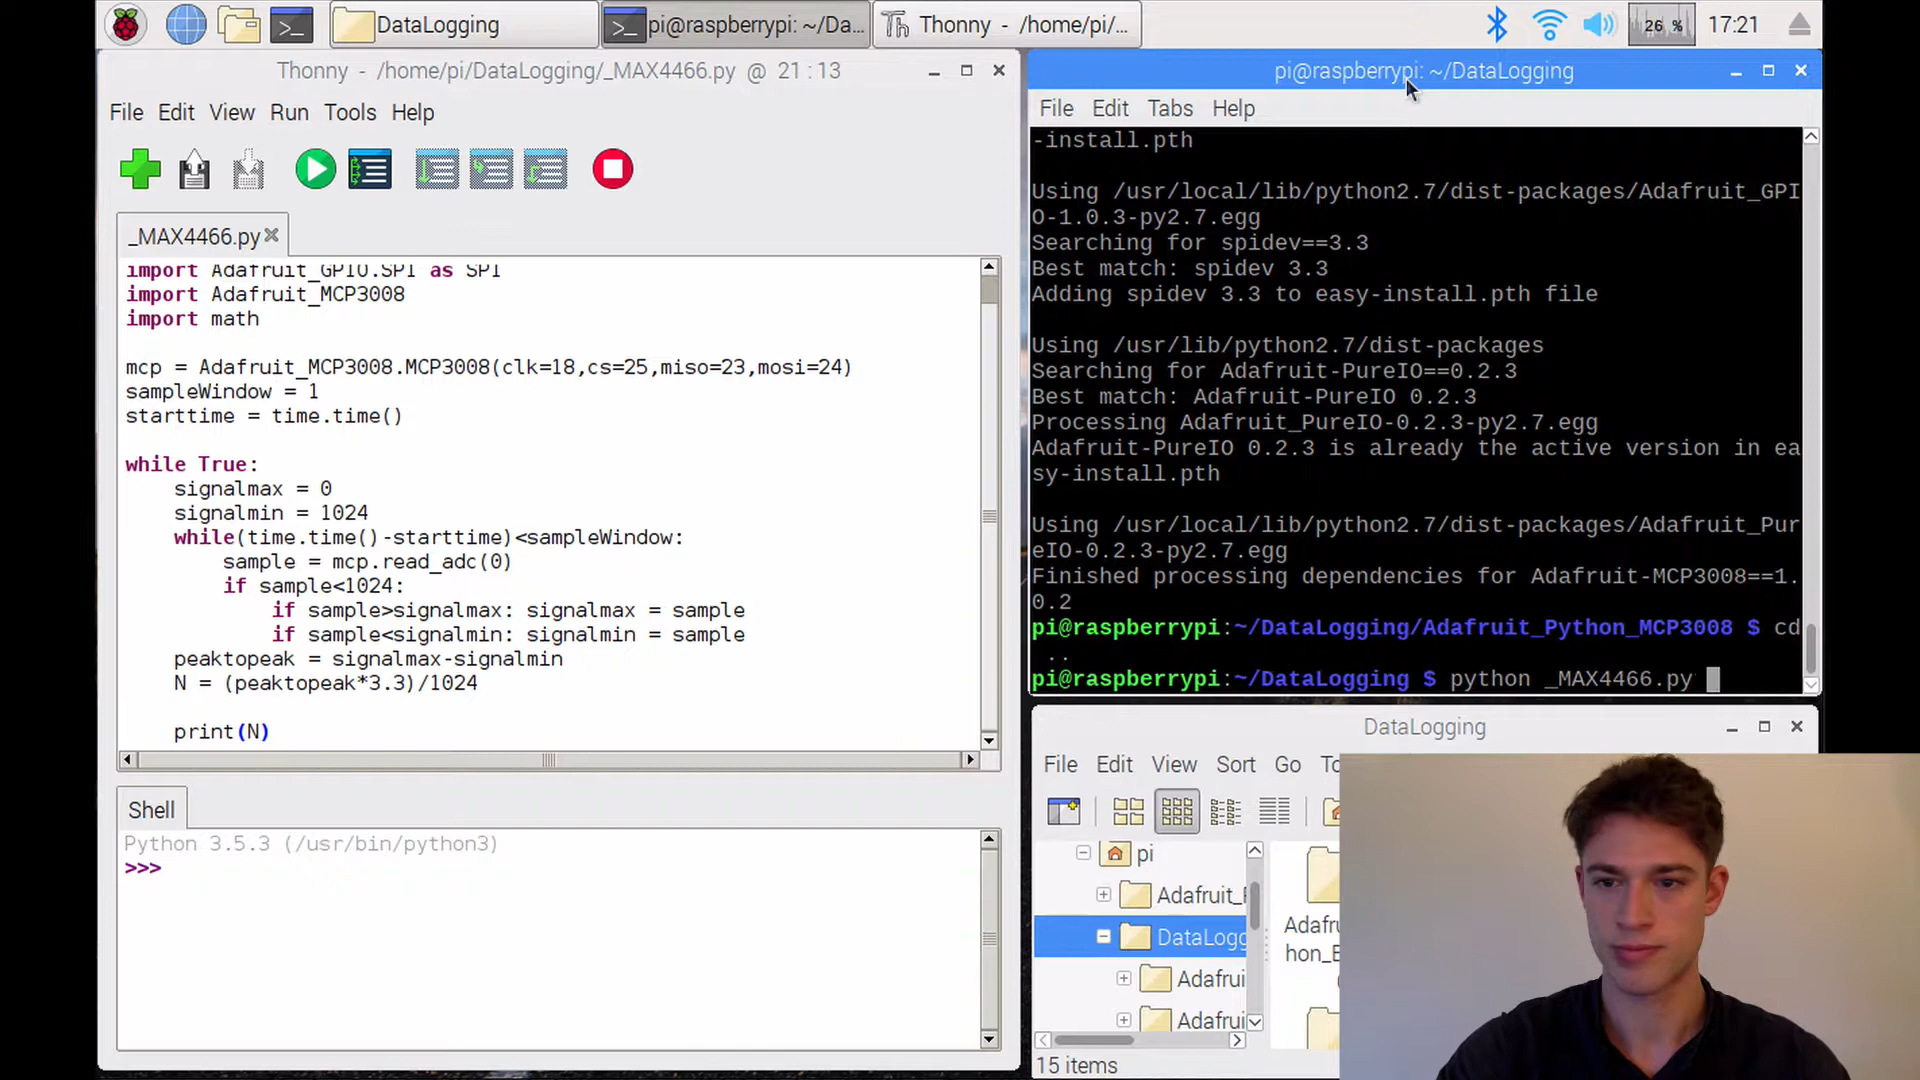 DataLogging
pi@raspberrypi: ~/Da...
Thonny - /home/pi/...
26 %
17:21
Thonny - /home/pi/DataLogging/_MAX4466.py @ 21 : 13
File Edit View Run Tools Help
_MAX4466.py
import Adafruit_GPIO.SPI as SPI
import Adafruit_MCP3008
import math
mcp = Adafruit_MCP3008.MCP3008(clk=18,cs=25,miso=23,mosi=24)
sampleWindow = 1
starttime = time.time()
while True:
signalmax = 0
signalmin = 1024
while(time.time()-starttime)<sampleWindow:
sample = mcp.read_adc(0)
if sample<1024:
if sample>signalmax: signalmax = sample
if sample<signalmin: signalmin = sample
peaktopeak = signalmax-signalmin
N = (peaktopeak*3.3)/1024
print(N)
Shell
Python 3.5.3 (/usr/bin/python3)
>>>
pi@raspberrypi: ~/DataLogging
File Edit Tabs Help
-install.pth
Using /usr/local/lib/python2.7/dist-packages/Adafruit_GPI
O-1.0.3-py2.7.egg
Searching for spidev==3.3
Best match: spidev 3.3
Adding spidev 3.3 to easy-install.pth file
Using /usr/lib/python2.7/dist-packages
Searching for Adafruit-PureIO==0.2.3
Best match: Adafruit-PureIO 0.2.3
Processing Adafruit_PureIO-0.2.3-py2.7.egg
Adafruit-PureIO 0.2.3 is already the active version in ea
sy-install.pth
Using /usr/local/lib/python2.7/dist-packages/Adafruit_Pur
eIO-0.2.3-py2.7.egg
Finished processing dependencies for Adafruit-MCP3008==1.
0.2
pi@raspberrypi:~/DataLogging/Adafruit_Python_MCP3008 $ cd
..
pi@raspberrypi:~/DataLogging $ python _MAX4466.py
DataLogging
File Edit View Sort Go To
pi
Adafruit_
DataLogg
Adafrui
Adafrui
Adafru
hon_E
15 items